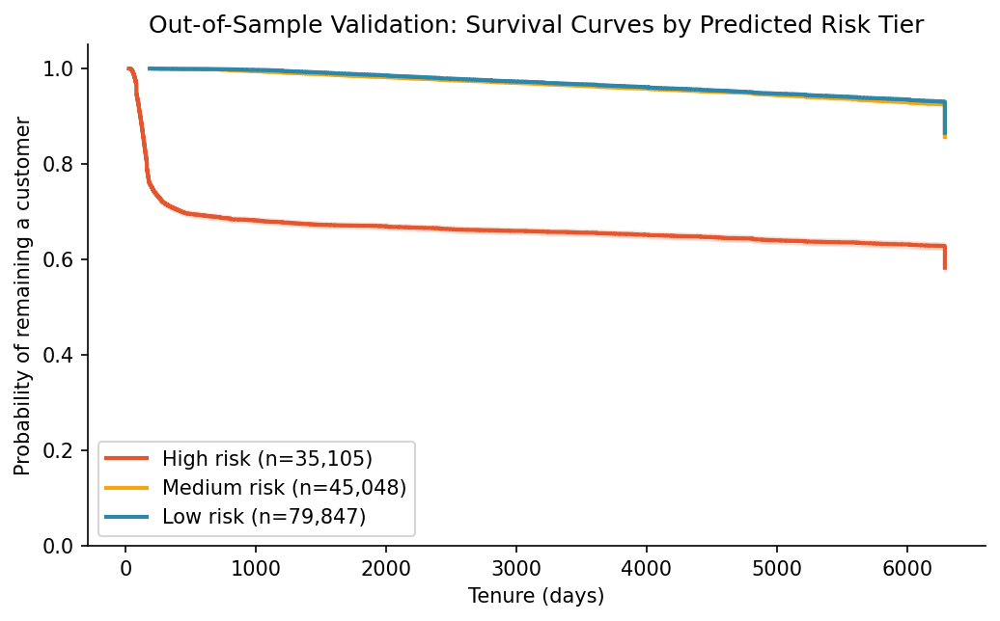 Out-of-Sample Validation: Survival Curves by Predicted Risk Tier
Probability of remaining a customer
1.0
0.8
0.6
0.4
0.2
0.0
High risk (n=35,105)
Medium risk (n=45,048)
Low risk (n=79,847)
0 1000 2000 3000 4000 5000 6000
Tenure (days)